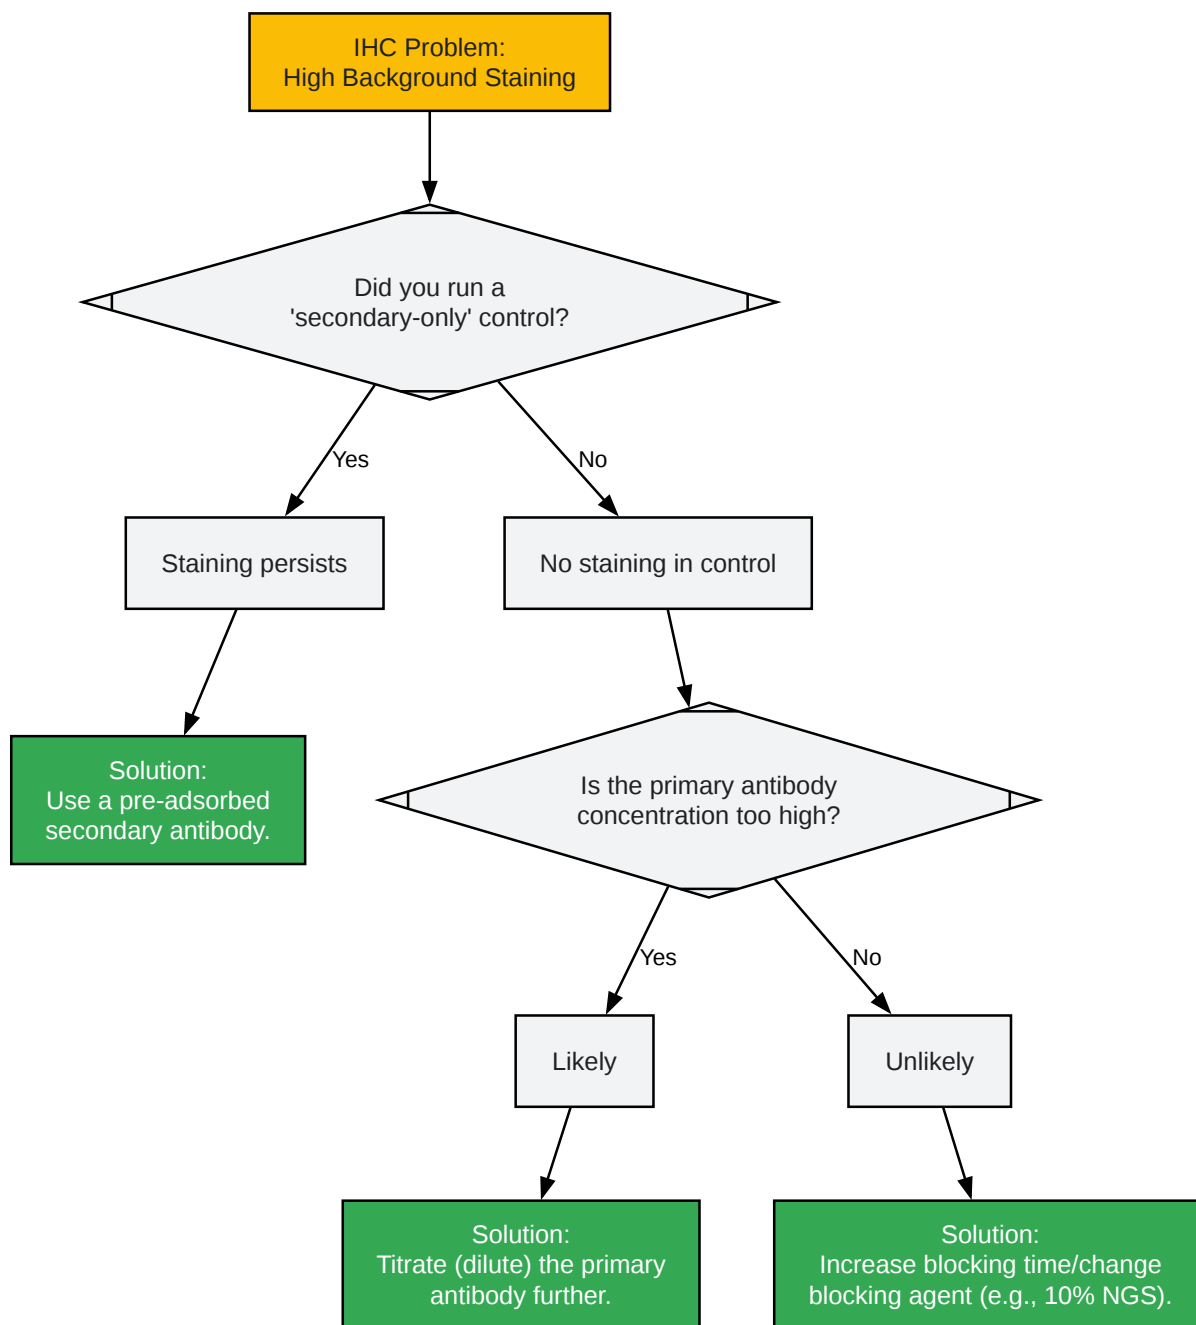 IHC Problem:
High Background Staining
Did you run a
'secondary-only' control?
Yes
No
Staining persists
No staining in control
Solution:
Use a pre-adsorbed
secondary antibody.
Is the primary antibody
concentration too high?
Yes
No
Likely
Unlikely
Solution:
Titrate (dilute) the primary
antibody further.
Solution:
Increase blocking time/change
blocking agent (e.g., 10% NGS).